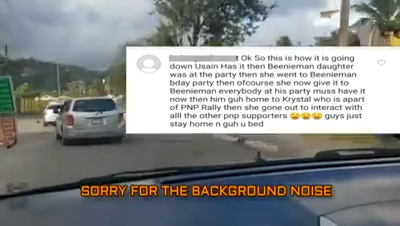 t Ok So this is how it is going
down Usain Has it then Beenieman daughter
was at the party then she went to Beenieman
bday party then ofcourse she now give it to
Beenieman everybody at his party muss have it
now then him guh home to Krystal who is apart
of PNP Rally then she gone out to interact with
alll the other pnp supporters 😩😩😩 guys just
stay home n guh u bed
SORRY FOR THE BACKGROUND NOISE